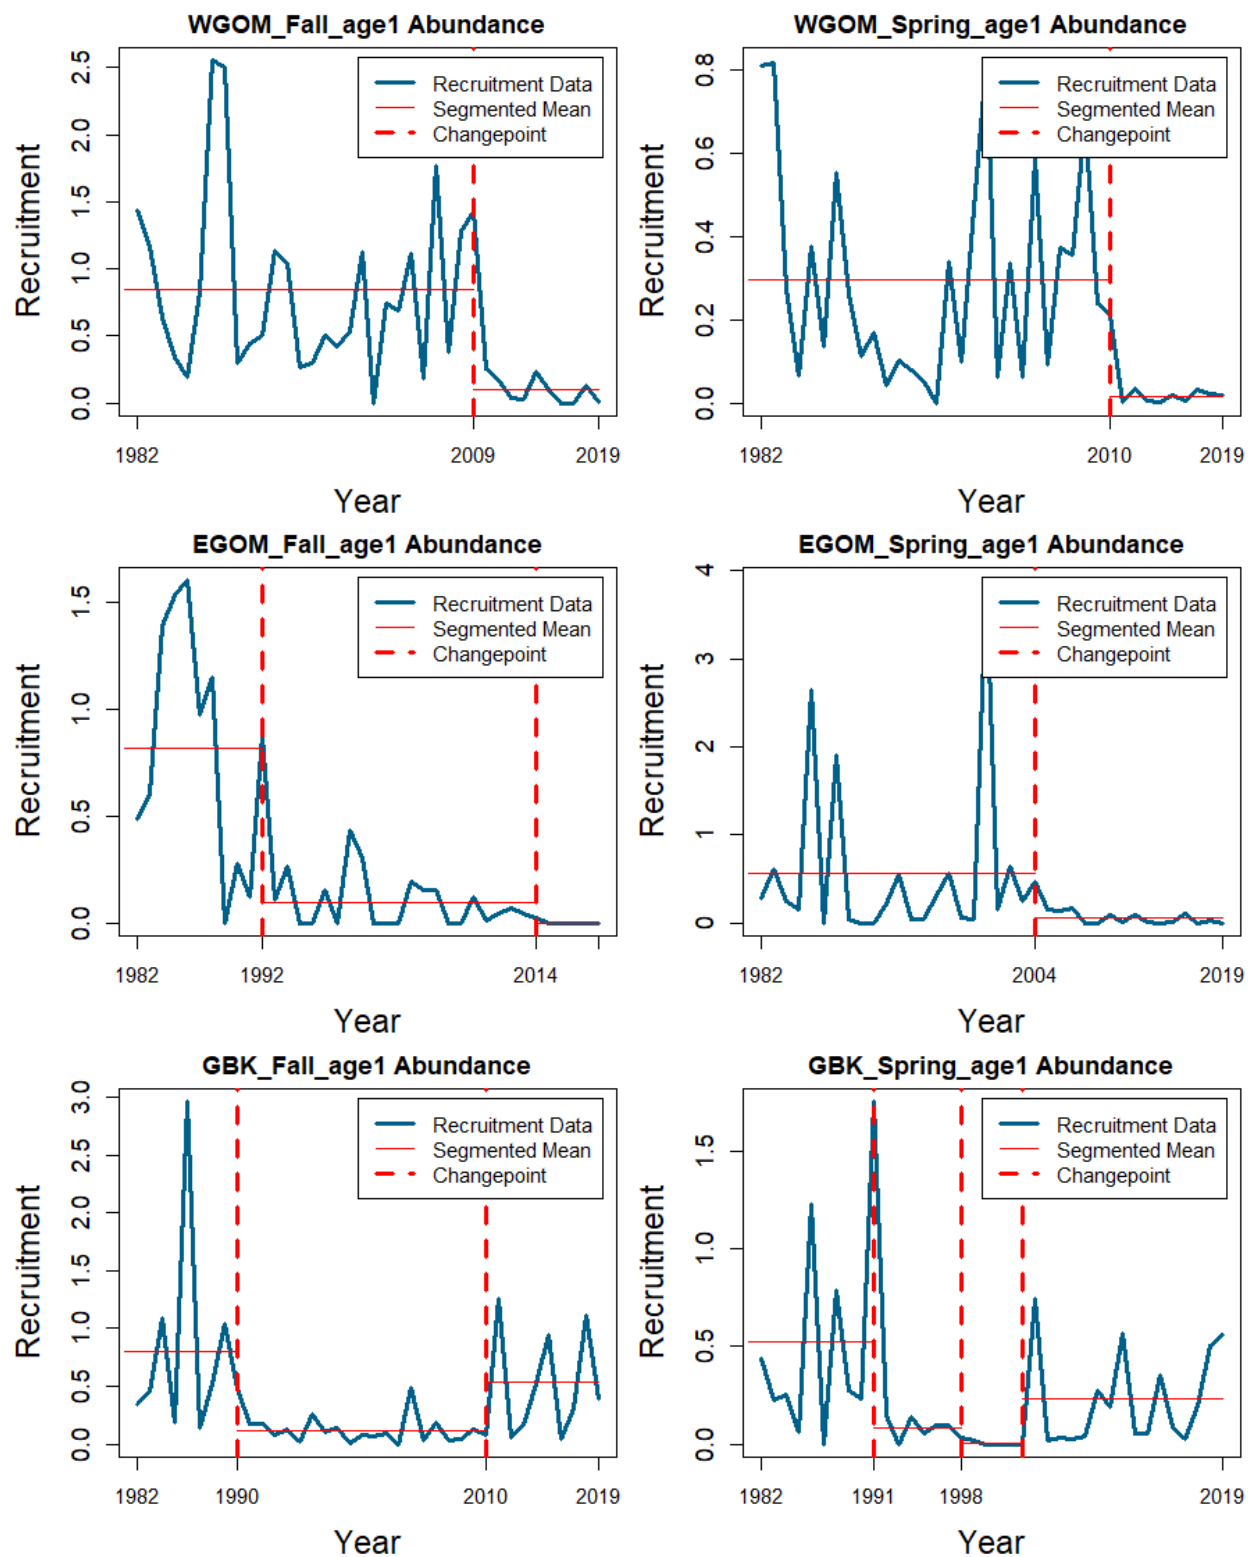 WGOM_Fall_age1 Abundance
Recruitment
2.5
2.0
1.5
1.0
0.5
0.0
Recruitment Data
Segmented Mean
Changepoint
1982
2009
2019
Year
WGOM_Spring_age1 Abundance
Recruitment
0.8
0.6
0.4
0.2
0.0
Recruitment Data
Segmented Mean
Changepoint
1982
2010
2019
Year
EGOM_Fall_age1 Abundance
Recruitment
1.5
1.0
0.5
0.0
Recruitment Data
Segmented Mean
Changepoint
1982
1992
2014
Year
EGOM_Spring_age1 Abundance
Recruitment
4
3
2
1
0
Recruitment Data
Segmented Mean
Changepoint
1982
2004
2019
Year
GBK_Fall_age1 Abundance
Recruitment
3.0
2.5
2.0
1.5
1.0
0.5
0.0
Recruitment Data
Segmented Mean
Changepoint
1982
1990
2010
2019
Year
GBK_Spring_age1 Abundance
Recruitment
1.5
1.0
0.5
0.0
Recruitment Data
Segmented Mean
Changepoint
1982
1991
1998
2019
Year